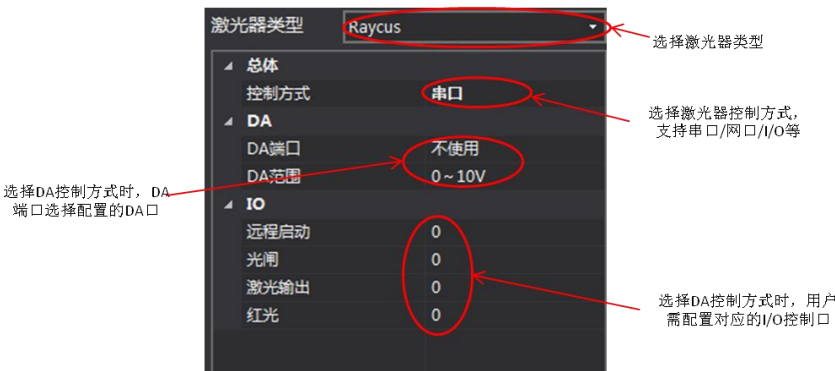 激光器类型 Raycus
选择激光器类型
总体
控制方式 串口
选择激光器控制方式，
支持串口/网口/I/O等
DA
DA端口 不使用
DA范围 0~10V
选择DA控制方式时，DA
端口选择配置的DA口
IO
远程启动 0
光闸 0
激光输出 0
红光 0
选择DA控制方式时，用户
需配置对应的I/O控制口